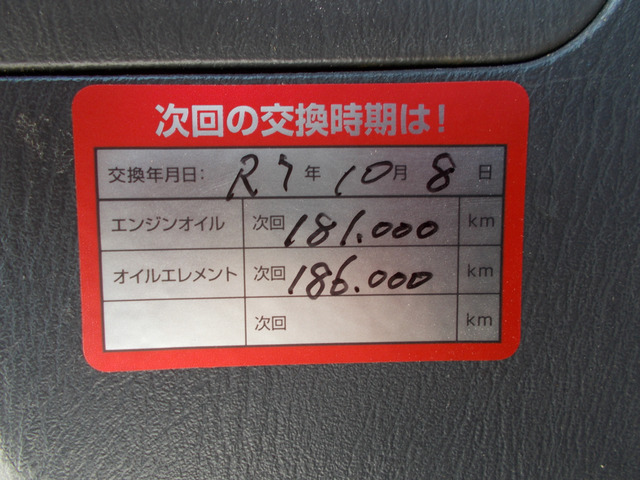 次回の交換時期は！
交換年月日： R7年 10月 8日
エンジンオイル 次回 181.000 km
オイルエレメント 次回 186.000 km
次回 km